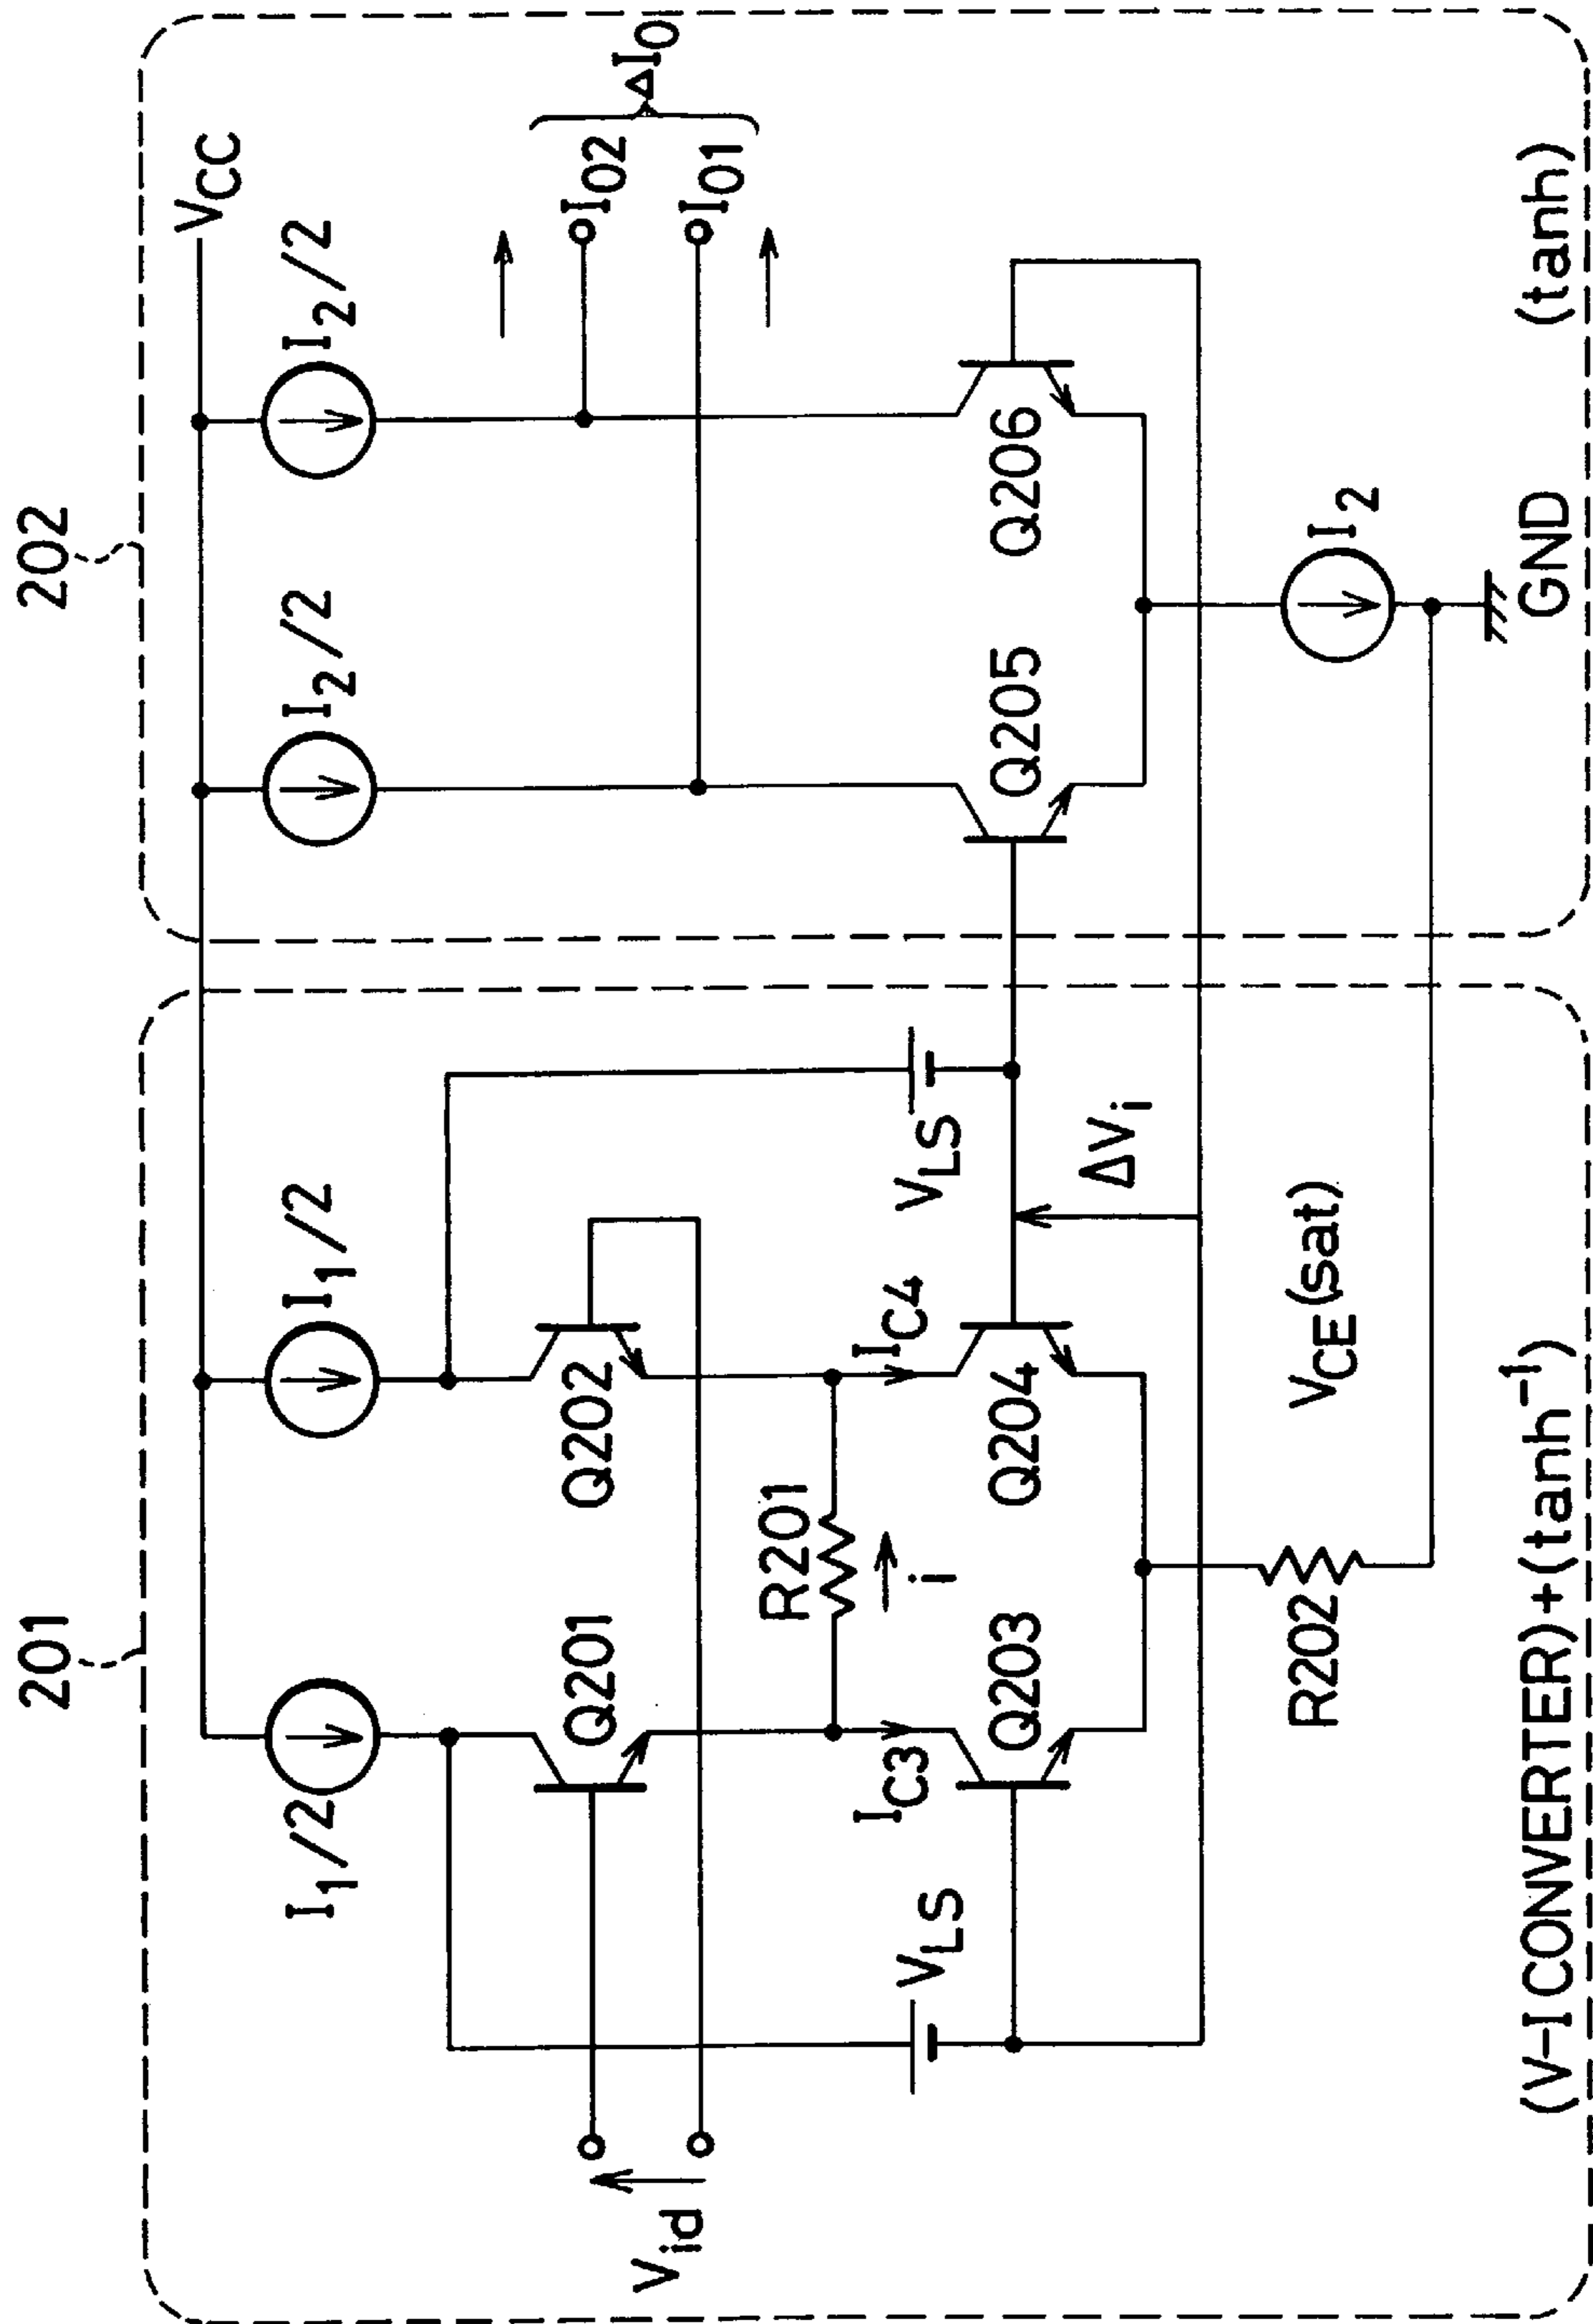 201
202
VCC
I1/2
I1/2
I2/2
I2/2
Q201
Q202
I02
I01
ΔI0
Vid
R201
i
IC3
IC4
VLS
VLS
Q203
Q204
Q205
Q206
ΔVi
R202
VCE(sat)
I2
GND
(V-I CONVERTER)+(tanh⁻¹)
(tanh)